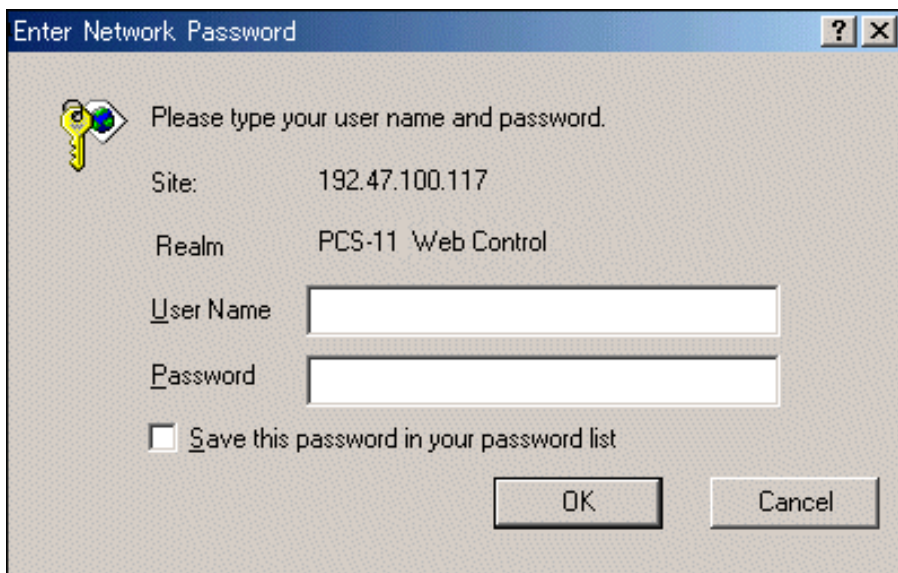 Enter Network Password
Please type your user name and password.
Site: 192.47.100.117
Realm PCS-11 Web Control
User Name
Password
Save this password in your password list
OK Cancel